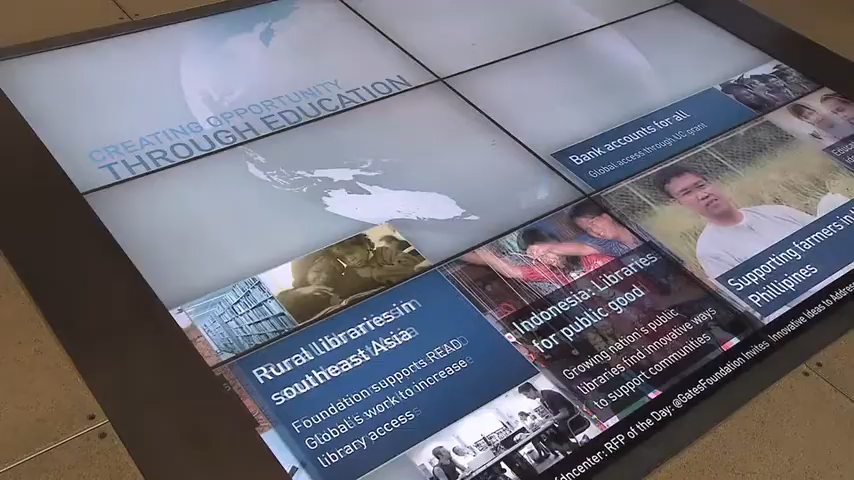 CREATING OPPORTUNITY
THROUGH EDUCATION
Bank accounts for all
Global access through UC grant
Supporting farmers in
Phillipines
Indonesia: Libraries
for public good
Growing nation's public
libraries find innovative ways
to support communities
Rural libraries in
southeast Asia
Foundation supports READ
Global's work to increase
library access
RFP of the Day: @GatesFoundation Invites Innovative Ideas to Address